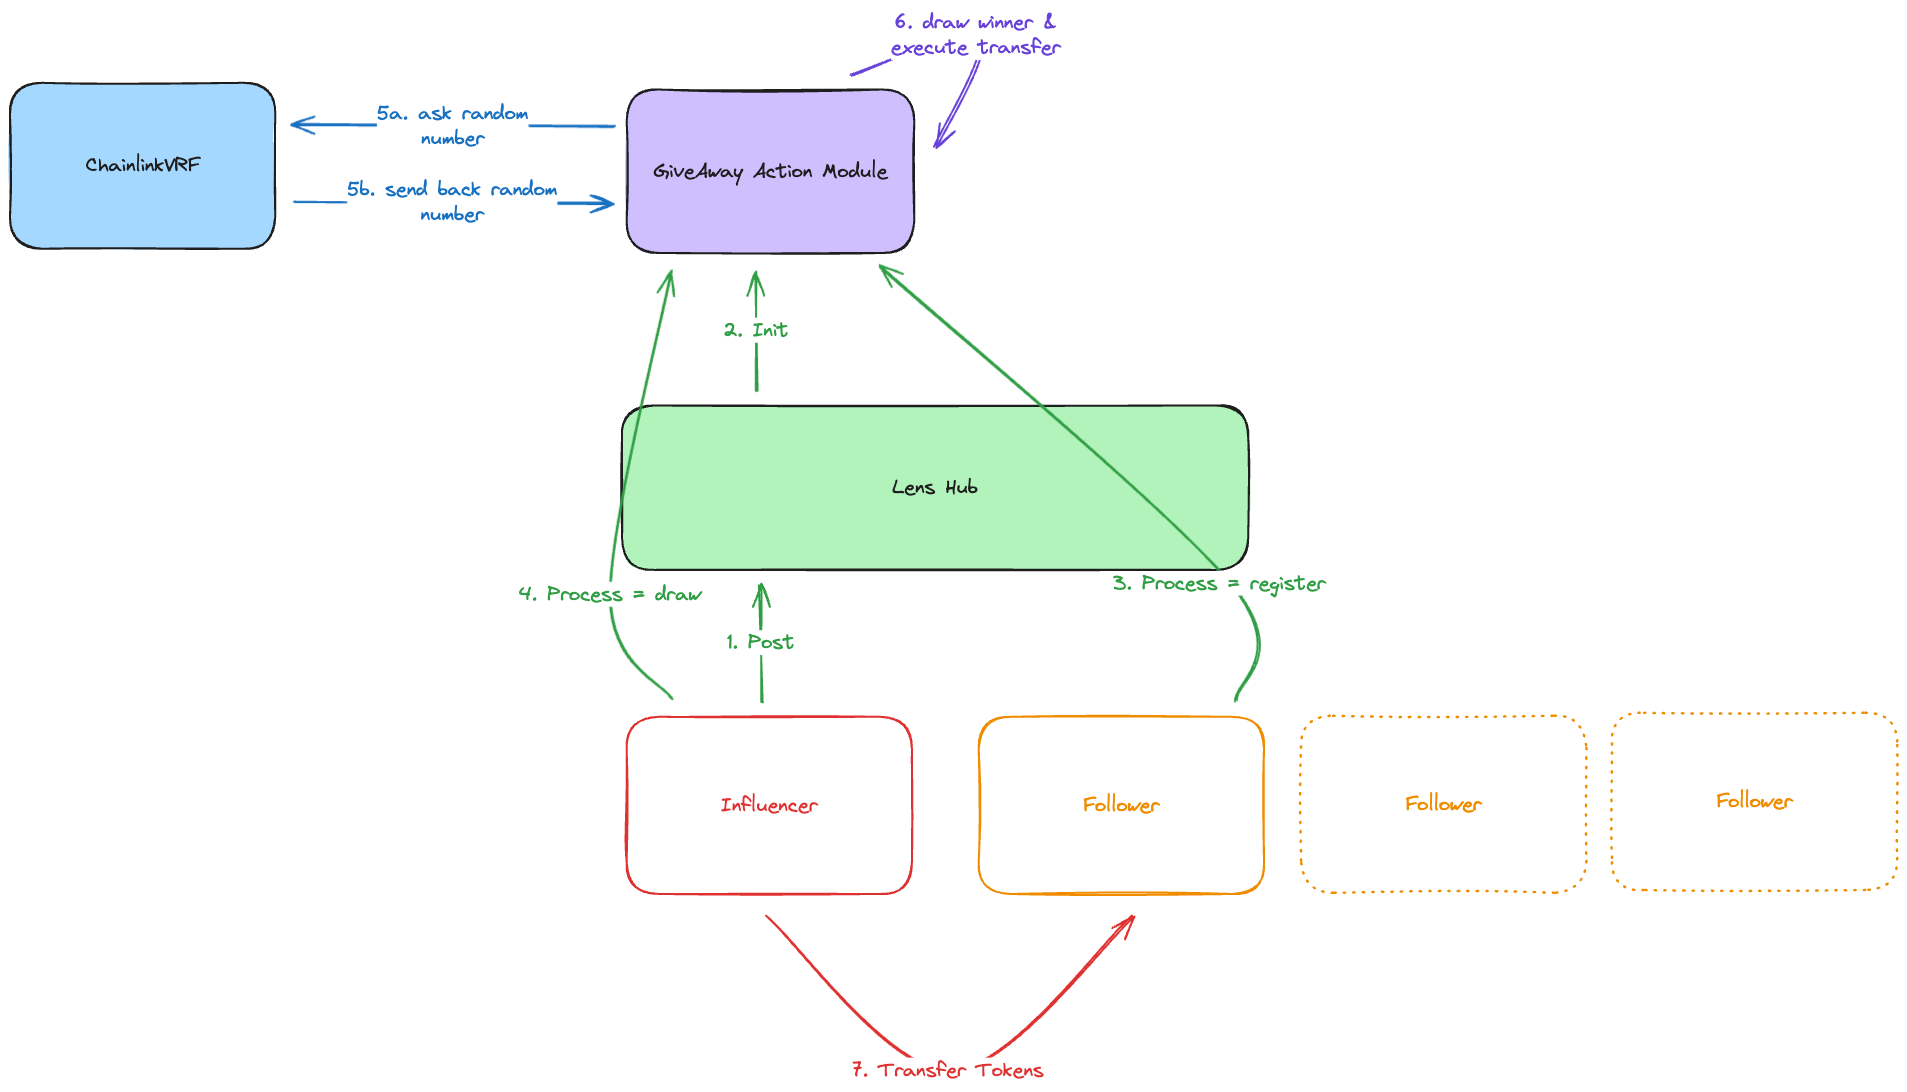 6. draw winner &
execute transfer
ChainlinkVRF
5a. ask random
number
5b. send back random
number
GiveAway Action Module
2. Init
Lens Hub
4. Process = draw
3. Process = register
1. Post
Influencer
Follower
Follower
Follower
7. Transfer Tokens